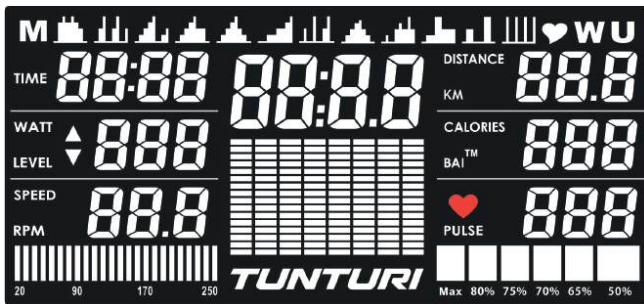 M W U
TIME 88:88
88:8.8
DISTANCE
KM 88.8
WATT
LEVEL 888
CALORIES
BAI™ 888
SPEED
RPM 88.8
PULSE 888
20 90 170 250
TUNTURI
Max 80% 75% 70% 65% 50%